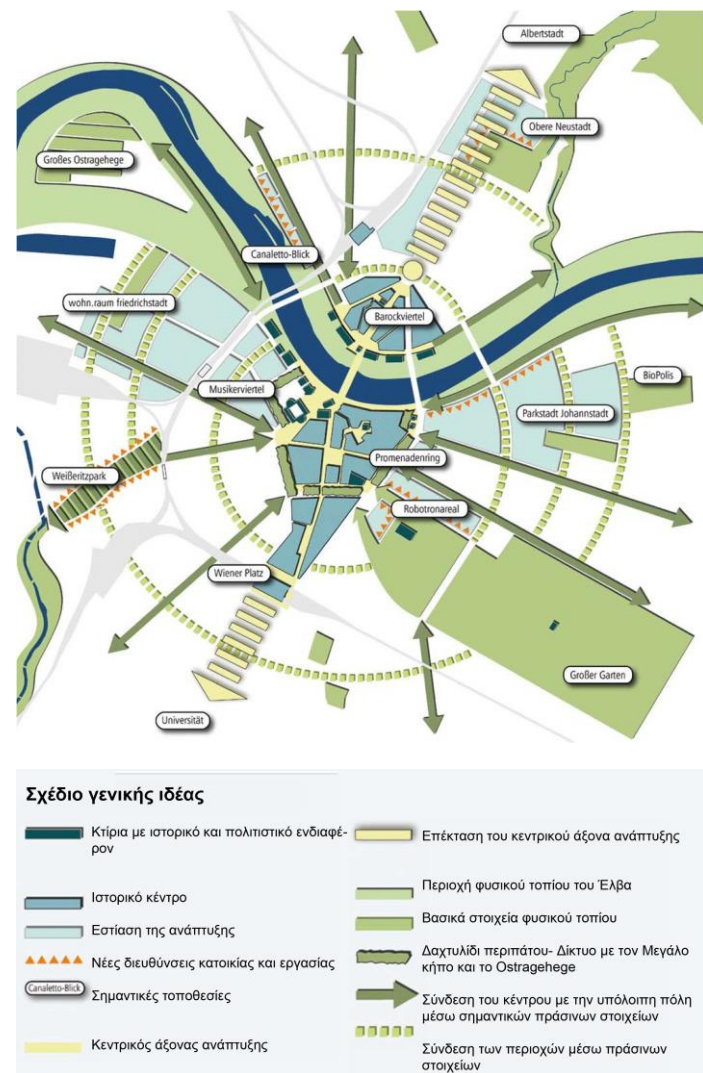 Albertstadt
Obere Neustadt
Großes Ostragehege
Canaletto-Blick
wohn.raum friedrichstadt
Barockviertel
Musikerviertel
BioPolis
Parkstadt Johannstadt
Promenadenring
Weißeritzpark
Robotronareal
Wiener Platz
Großer Garten
Universität
Σχέδιο γενικής ιδέας
Κτίρια με ιστορικό και πολιτιστικό ενδιαφέ-
ρον
Ιστορικό κέντρο
Εστίαση της ανάπτυξης
Νέες διευθύνσεις κατοικίας και εργασίας
Canaletto-Blick Σημαντικές τοποθεσίες
Κεντρικός άξονας ανάπτυξης
Επέκταση του κεντρικού άξονα ανάπτυξης
Περιοχή φυσικού τοπίου του Έλβα
Βασικά στοιχεία φυσικού τοπίου
Δαχτυλίδι περιπάτου- Δίκτυο με τον Μεγάλο
κήπο και το Ostragehege
Σύνδεση του κέντρου με την υπόλοιπη πόλη
μέσω σημαντικών πράσινων στοιχείων
Σύνδεση των περιοχών μέσω πράσινων
στοιχείων